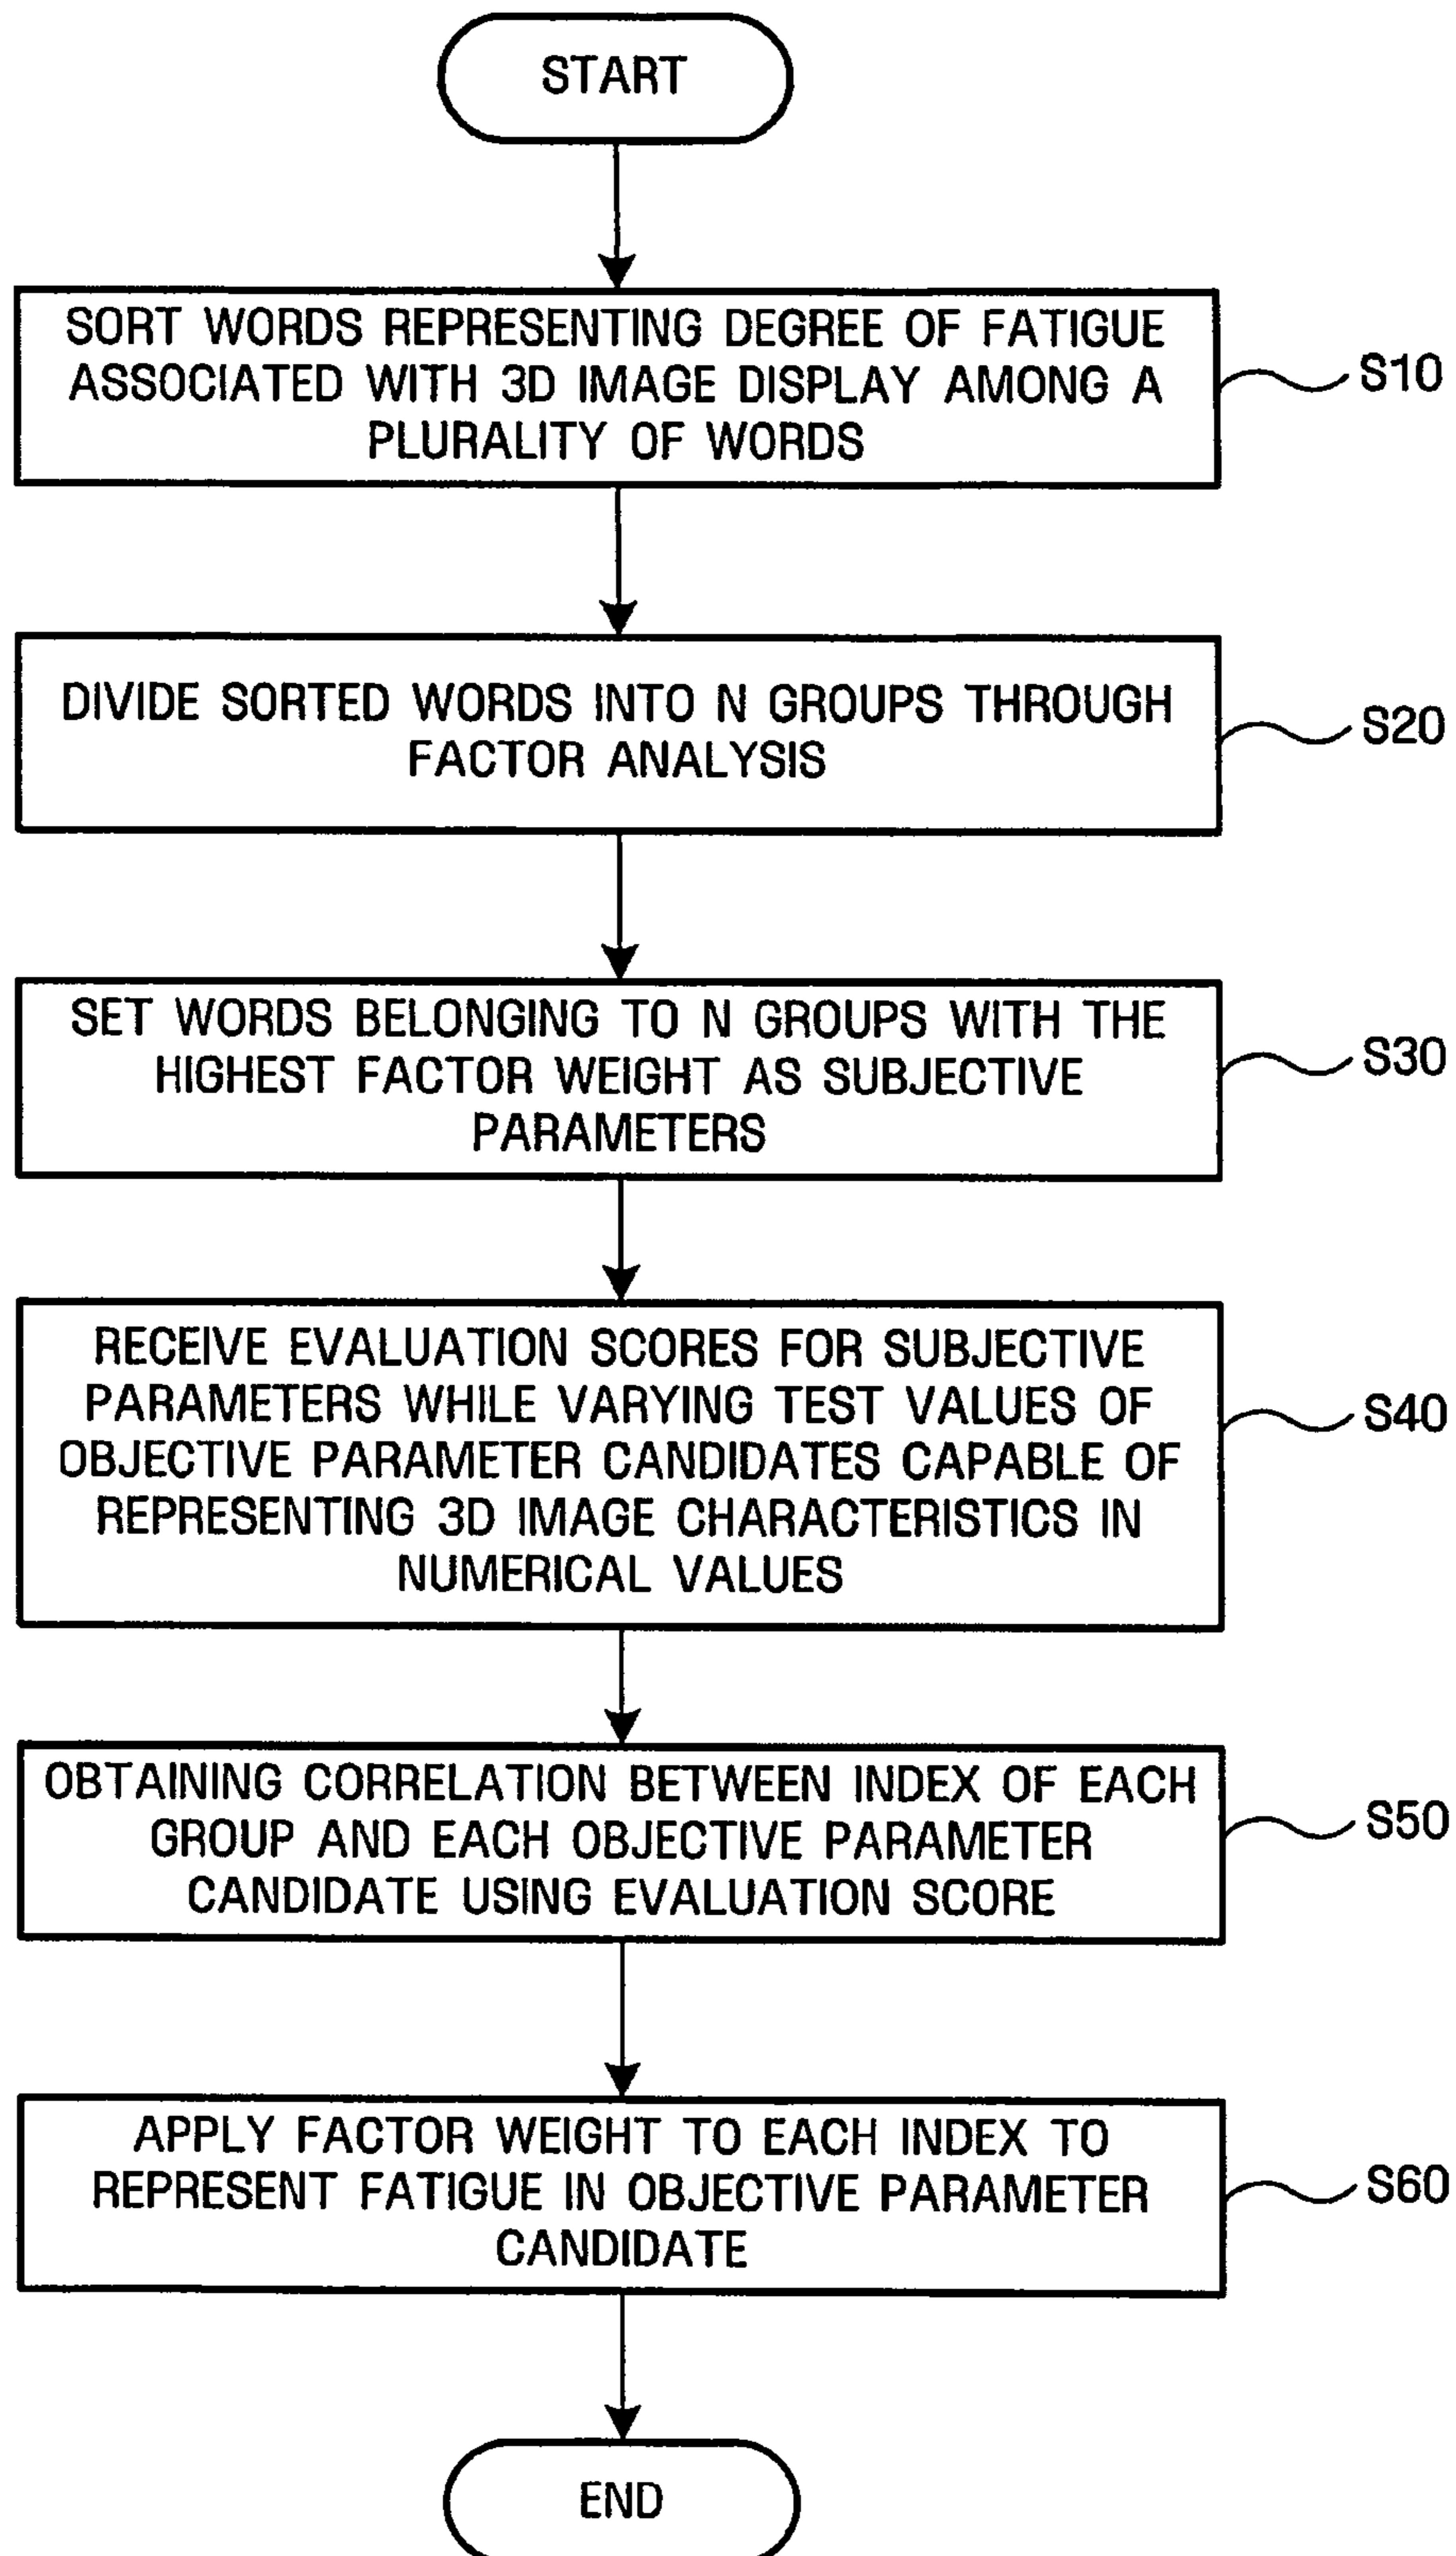 START
SORT WORDS REPRESENTING DEGREE OF FATIGUE
ASSOCIATED WITH 3D IMAGE DISPLAY AMONG A
PLURALITY OF WORDS
S10
DIVIDE SORTED WORDS INTO N GROUPS THROUGH
FACTOR ANALYSIS
S20
SET WORDS BELONGING TO N GROUPS WITH THE
HIGHEST FACTOR WEIGHT AS SUBJECTIVE
PARAMETERS
S30
RECEIVE EVALUATION SCORES FOR SUBJECTIVE
PARAMETERS WHILE VARYING TEST VALUES OF
OBJECTIVE PARAMETER CANDIDATES CAPABLE OF
REPRESENTING 3D IMAGE CHARACTERISTICS IN
NUMERICAL VALUES
S40
OBTAINING CORRELATION BETWEEN INDEX OF EACH
GROUP AND EACH OBJECTIVE PARAMETER
CANDIDATE USING EVALUATION SCORE
S50
APPLY FACTOR WEIGHT TO EACH INDEX TO
REPRESENT FATIGUE IN OBJECTIVE PARAMETER
CANDIDATE
S60
END